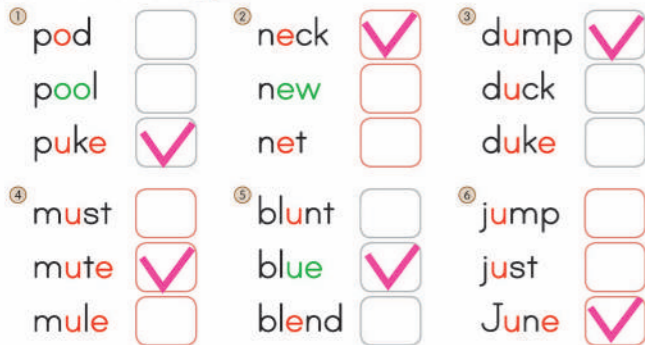 ① pod
pool
puke
② neck
new
net
③ dump
duck
duke
④ must
mute
mule
⑤ blunt
blue
blend
⑥ jump
just
June